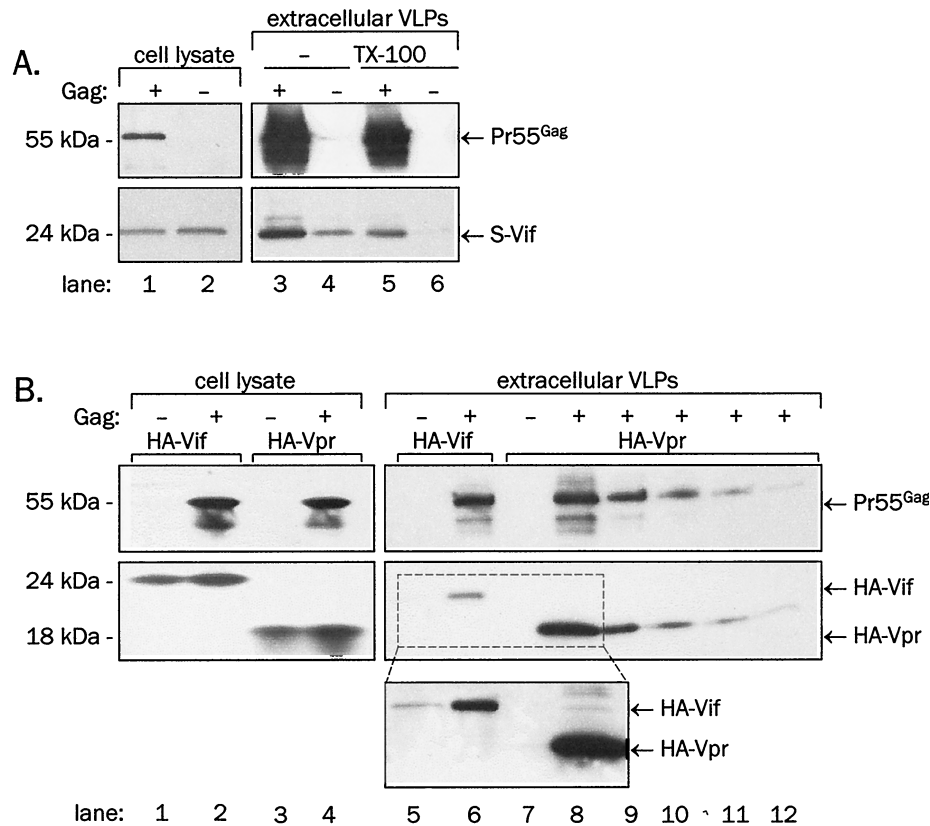 extracellular VLPs
A. cell lysate – TX-100
Gag: + – + – + –
55 kDa - ← Pr55Gag
24 kDa - ← S-Vif
lane: 1 2 3 4 5 6
B. cell lysate extracellular VLPs
Gag: – + – + – + – + + + + +
HA-Vif HA-Vpr HA-Vif HA-Vpr
55 kDa - ← Pr55Gag
24 kDa - ← HA-Vif
18 kDa - ← HA-Vpr
← HA-Vif
← HA-Vpr
lane: 1 2 3 4 5 6 7 8 9 10 11 12